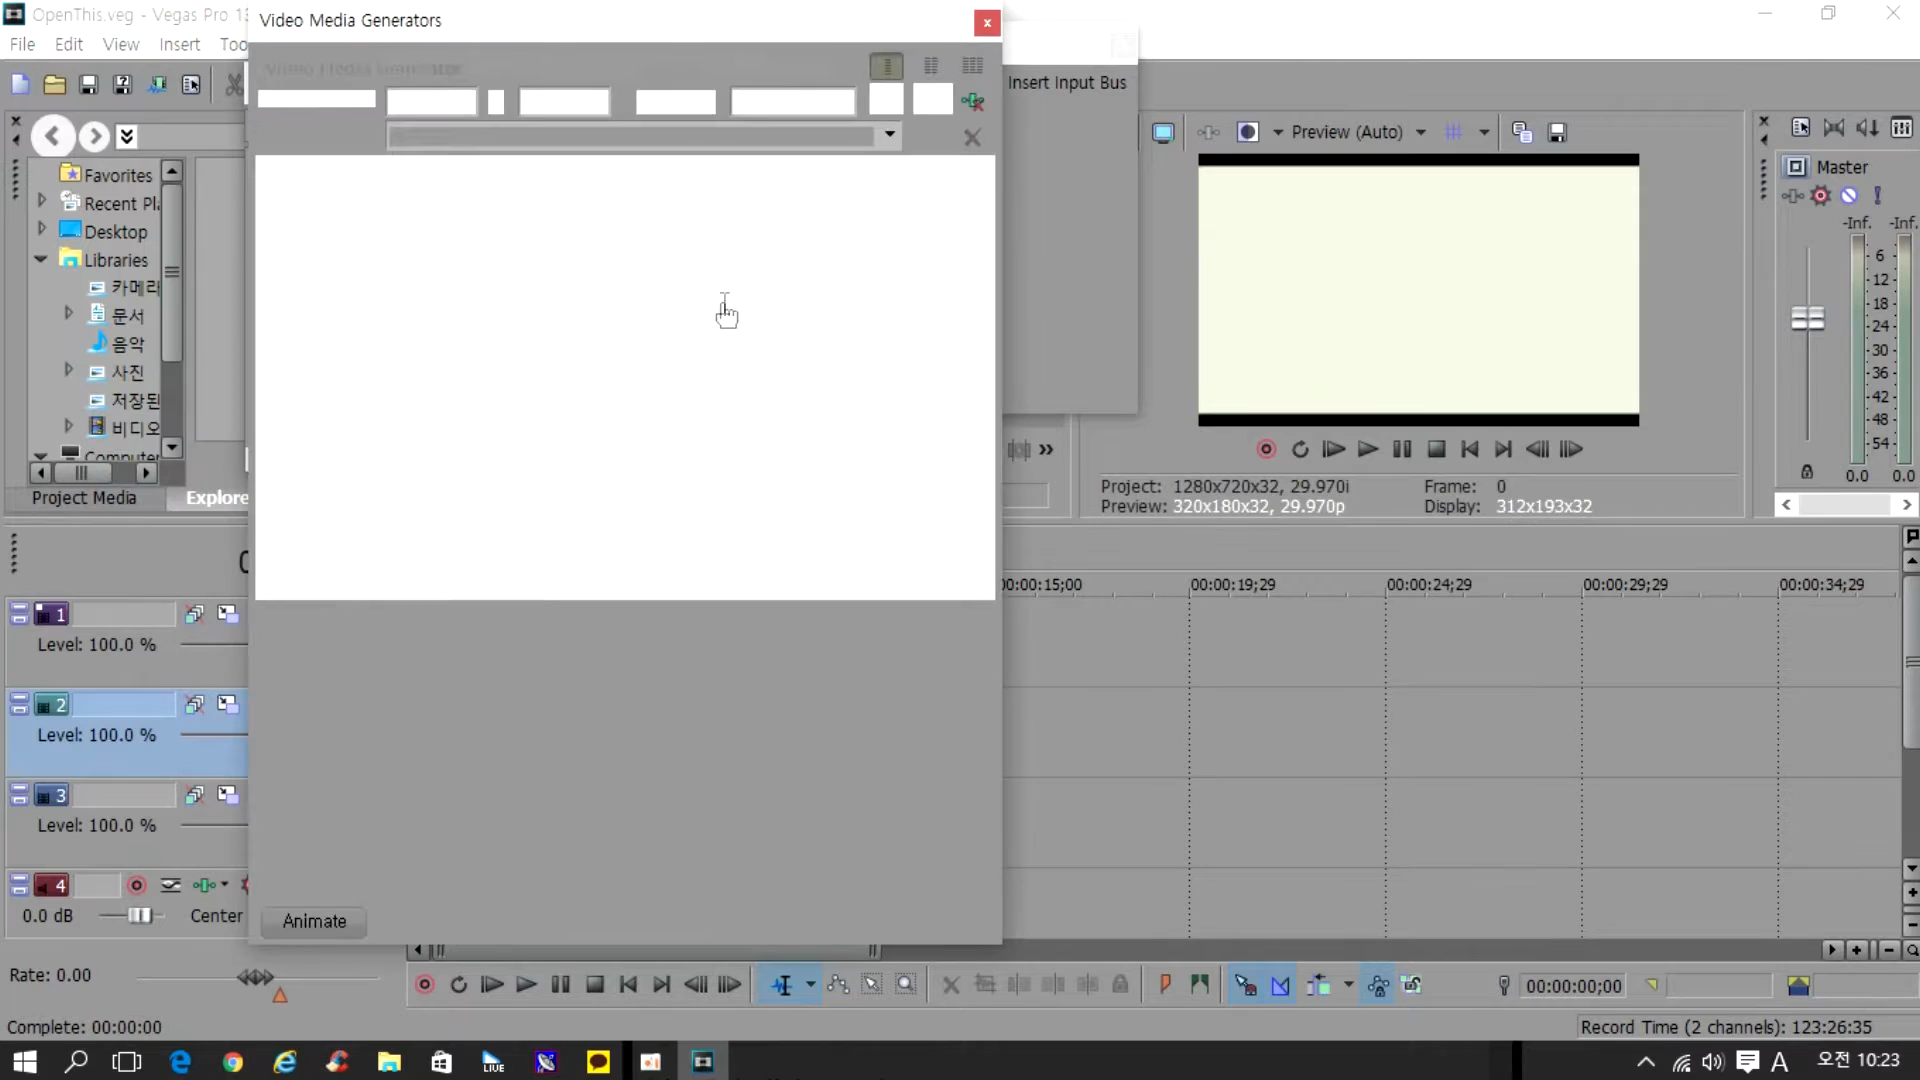 OpenThis.veg - Vegas Pro 13
Video Media Generators
File Edit View Insert Too
Video Media Generator
Insert Input Bus
Preview (Auto)
Favorites
Recent Pl
Desktop
Libraries
카메라
문서
음악
사진
저장된
비디오
Computer
Project Media
Explore
Master
-Inf. -Inf.
6
12
18
24
30
36
42
48
54
0.0 0.0
Project: 1280x720x32, 29.970i
Frame: 0
Preview: 320x180x32, 29.970p
Display: 312x193x32
00:00:15;00
00:00:19;29
00:00:24;29
00:00:29;29
00:00:34;29
1
Level: 100.0 %
2
Level: 100.0 %
3
Level: 100.0 %
4
0.0 dB
Center
Animate
Rate: 0.00
00:00:00;00
Complete: 00:00:00
Record Time (2 channels): 123:26:35
LIVE
A
오전 10:23